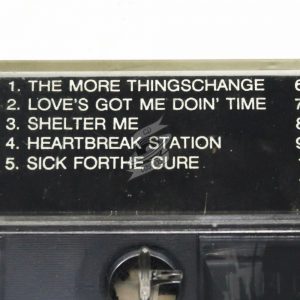 1. THE MORE THINGSCHANGE 6
2. LOVE'S GOT ME DOIN' TIME 7
3. SHELTER ME 8
4. HEARTBREAK STATION 9
5. SICK FORTHE CURE